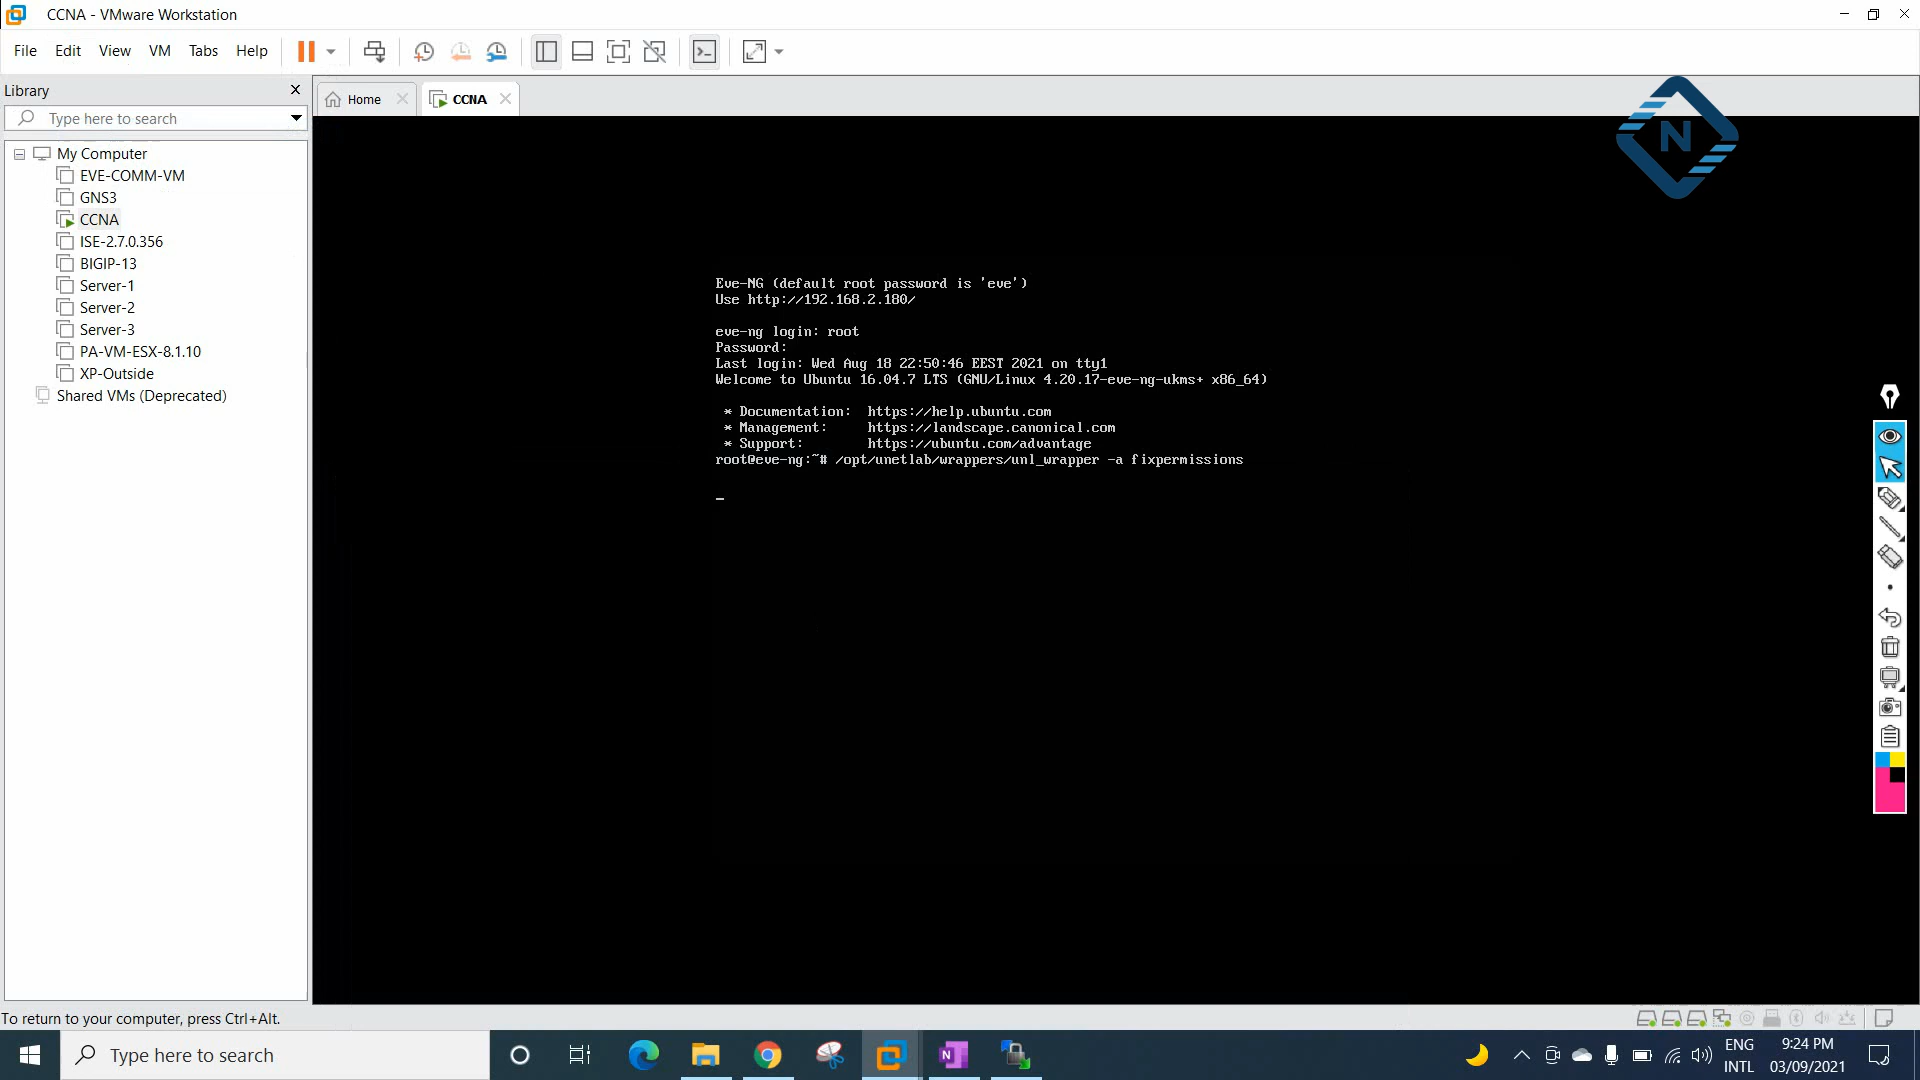 CCNA - VMware Workstation
File Edit View VM Tabs Help
Library
Type here to search
My Computer
EVE-COMM-VM
GNS3
CCNA
ISE-2.7.0.356
BIGIP-13
Server-1
Server-2
Server-3
PA-VM-ESX-8.1.10
XP-Outside
Shared VMs (Deprecated)
Home
CCNA
N
Eve-NG (default root password is 'eve')
Use http://192.168.2.180/
eve-ng login: root
Password:
Last login: Wed Aug 18 22:50:46 EEST 2021 on tty1
Welcome to Ubuntu 16.04.7 LTS (GNU/Linux 4.20.17-eve-ng-ukms+ x86_64)
* Documentation: https://help.ubuntu.com
* Management: https://landscape.canonical.com
* Support: https://ubuntu.com/advantage
root@eve-ng:~# /opt/unetlab/wrappers/unl_wrapper -a fixpermissions
_
To return to your computer, press Ctrl+Alt.
Type here to search
N
ENG
INTL
9:24 PM
03/09/2021